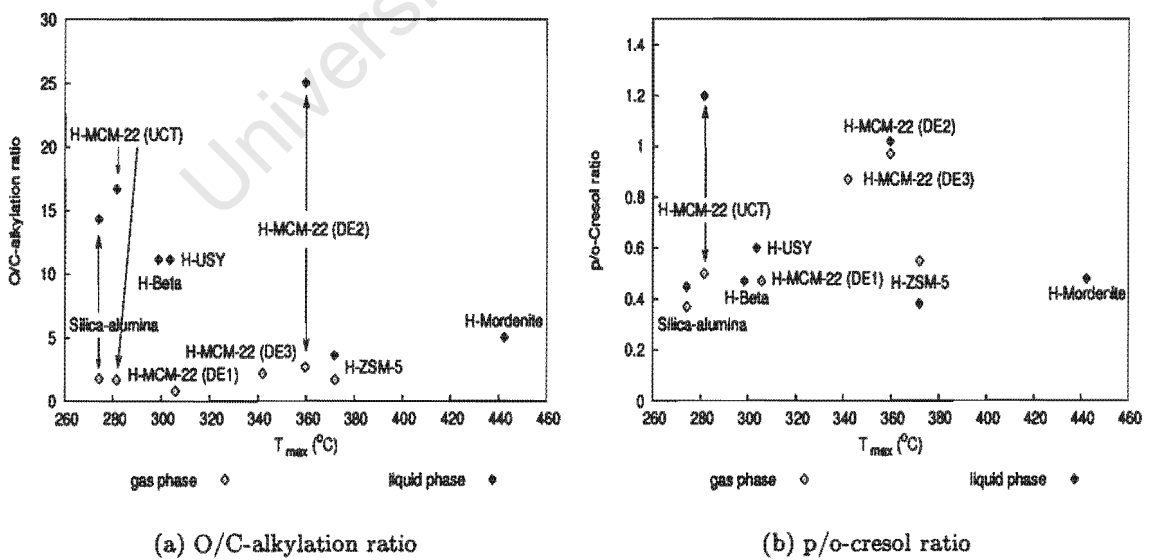 Universi
30
25
20
15
10
5
0
O/C-alkylation ratio
H-MCM-22 (UCT)
H-MCM-22 (DE2)
H-USY
H-Beta
Silica-alumina
H-Mordenite
H-MCM-22 (DE3)
H-ZSM-5
H-MCM-22 (DE1)
260 280 300 320 340 360 380 400 420 440 460
Tmax (°C)
gas phase liquid phase
(a) O/C-alkylation ratio
1.4
1.2
1
0.8
0.6
0.4
0.2
0
p/o-Cresol ratio
H-MCM-22 (DE2)
H-MCM-22 (DE3)
H-MCM-22 (UCT)
H-USY
H-MCM-22 (DE1)
H-ZSM-5
H-Beta
H-Mordenite
Silica-alumina
260 280 300 320 340 360 380 400 420 440 460
Tmax (°C)
gas phase liquid phase
(b) p/o-cresol ratio